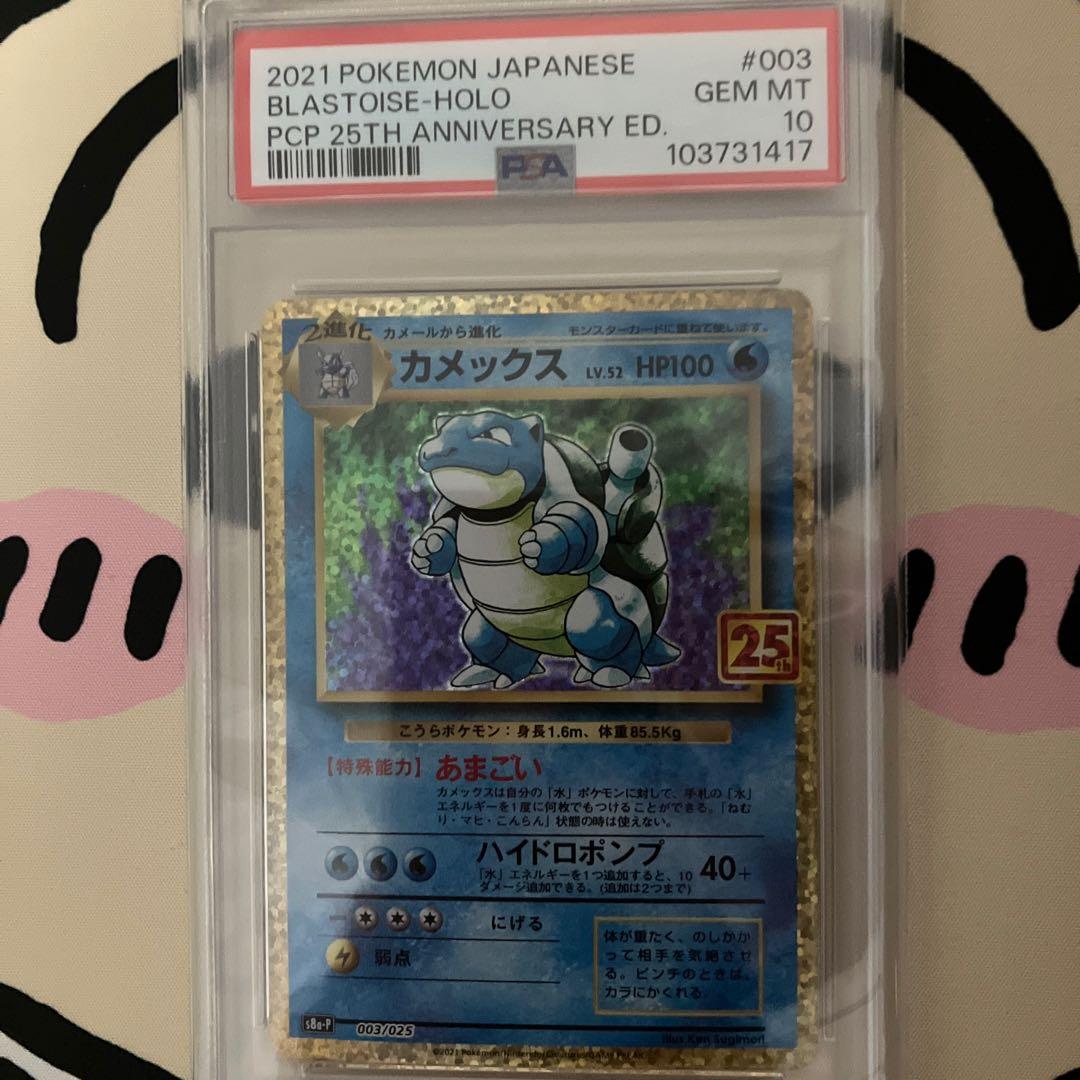 2021 POKEMON JAPANESE #003
BLASTOISE-HOLO GEM MT
PCP 25TH ANNIVERSARY ED. 10
PSA 103731417
2進化 カメールから進化 モンスターカードに重ねて使います。
カメックス LV.52 HP100
25th
こうらポケモン:身長1.6m、体重85.5Kg
【特殊能力】あまごい
カメックスは自分の「水」ポケモンに対して、手札の「水」
エネルギーを1度に何枚でもつけることができる。「ねむ
り・マヒ・こんらん」状態の時は使えない。
ハイドロポンプ 40+
「水」エネルギーを1つ追加すると、10
ダメージ追加できる。(追加は2つまで)
にげる
弱点
体が重たく、のしかか
って相手を気絶させ
る。ピンチのときは、
カラにかくれる。
s8a-P 003/025
Illus. Ken Sugimori
©2021 Pokémon/Nintendo/Creatures/GAME FREAK